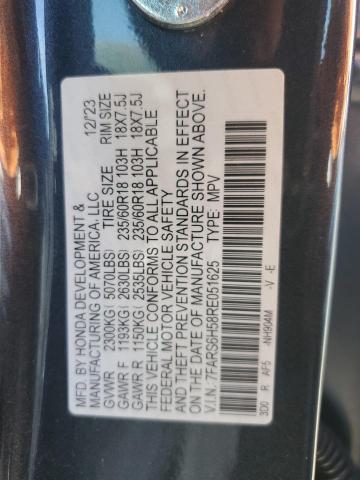 MFD. BY HONDA DEVELOPMENT &
MANUFACTURING OF AMERICA, LLC 12/'23
GVWR 2300KG( 5070LBS) TIRE SIZE RIM SIZE
GAWR F 1193KG( 2630LBS) 235/60R18 103H 18X7.5J
GAWR R 1150KG( 2535LBS) 235/60R18 103H 18X7.5J
THIS VEHICLE CONFORMS TO ALL APPLICABLE
FEDERAL MOTOR VEHICLE SAFETY
AND THEFT PREVENTION STANDARDS IN EFFECT
ON THE DATE OF MANUFACTURE SHOWN ABOVE.
V.I.N.:7FARS6H58RE051625 TYPE: MPV
3D0 R AF5 -NH904M -V -E